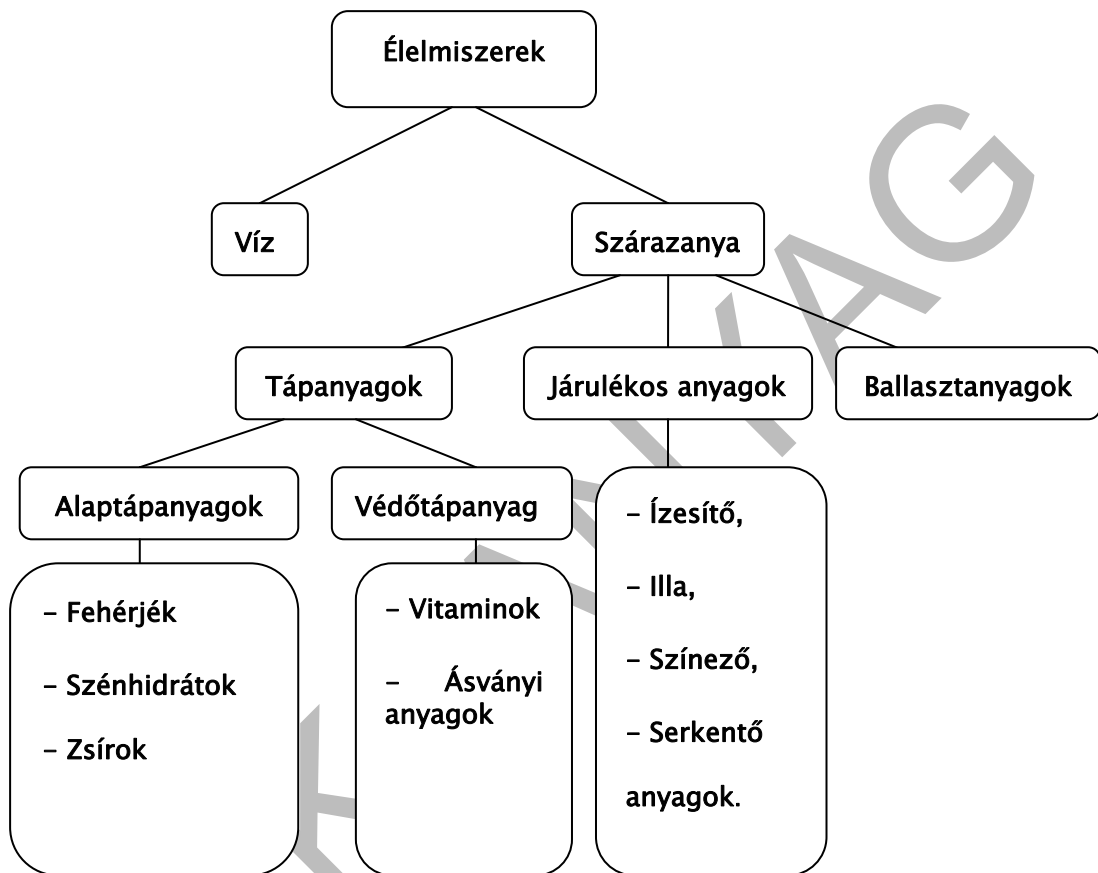 Élelmiszerek
Víz
Szárazanya
Tápanyagok
Járulékos anyagok
Ballasztanyagok
Alaptápanyagok
Védőtápanyag
– Fehérjék
– Szénhidrátok
– Zsírok
– Vitaminok
– Ásványi
anyagok
– Ízesítő,
– Illa,
– Színező,
– Serkentő
anyagok.